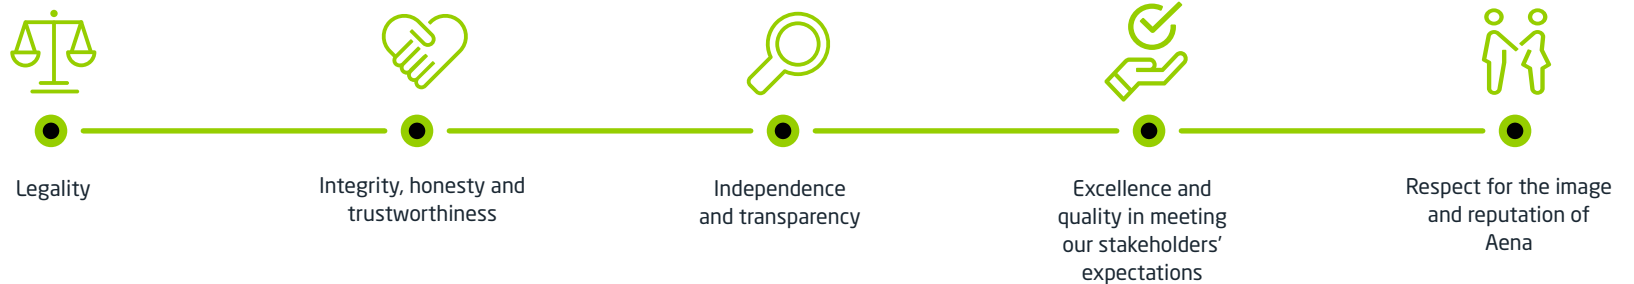 Legality
Integrity, honesty and
trustworthiness
Independence
and transparency
Excellence and
quality in meeting
our stakeholders’
expectations
Respect for the image
and reputation of
Aena